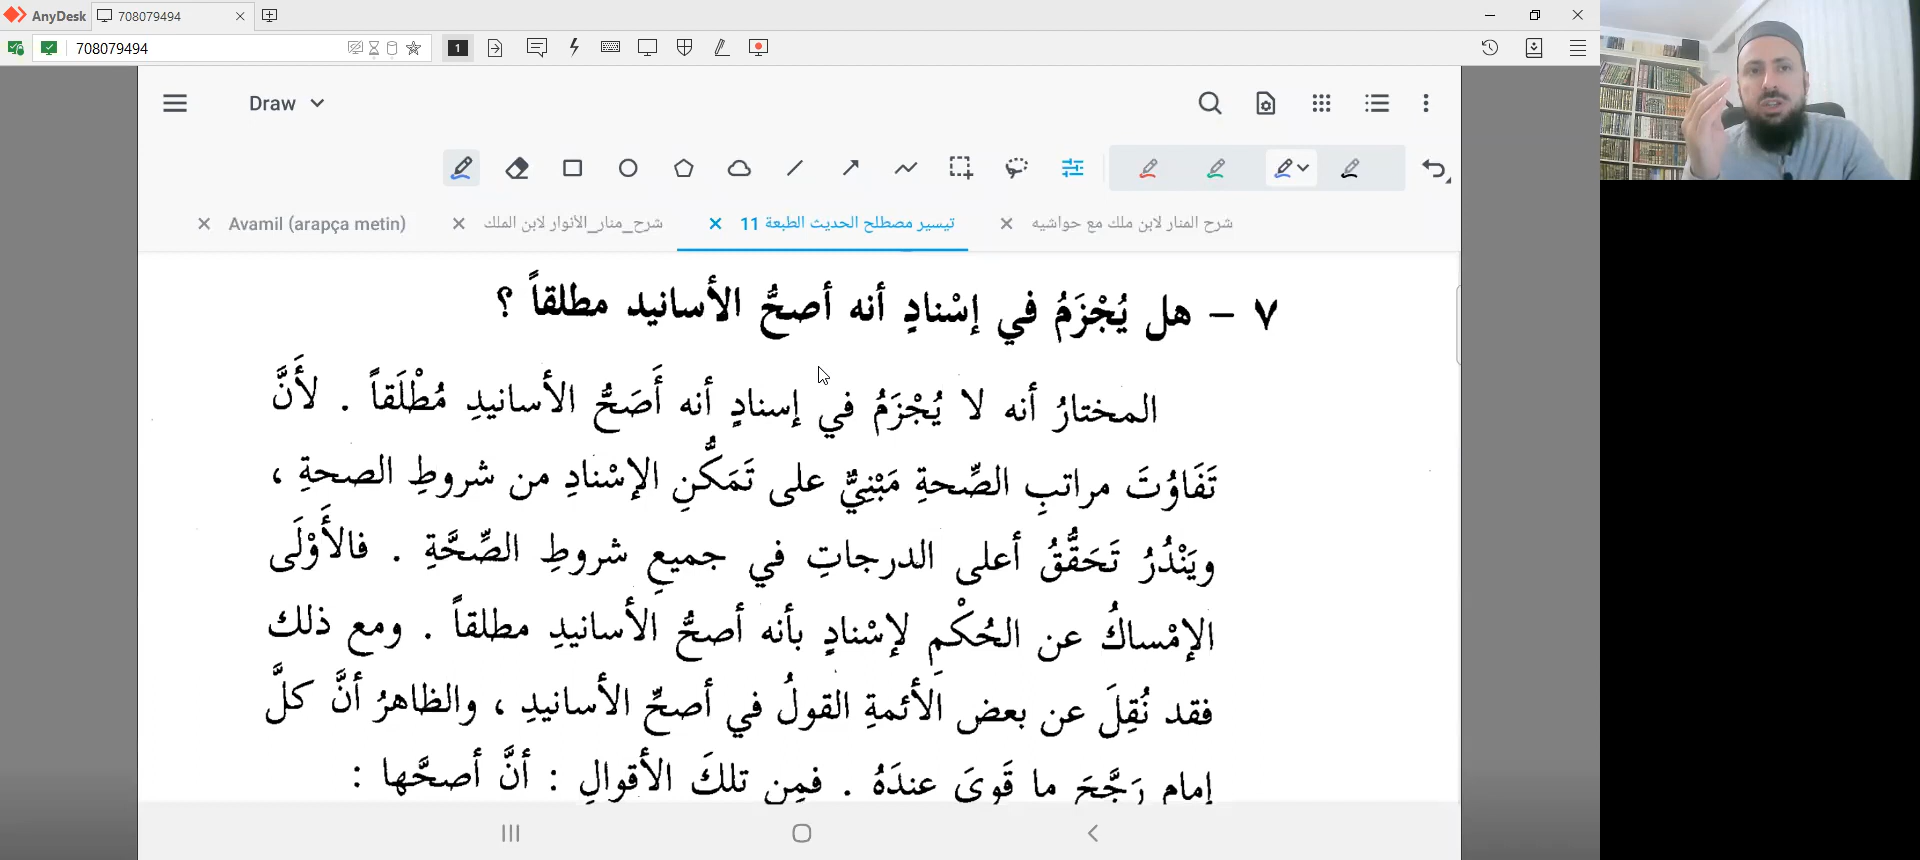 AnyDesk
708079494
708079494
1
Draw
Avamil (arapça metin)
شرح_منار_الأنوار لابن الملك
تيسير مصطلح الحديث الطبعة 11
شرح المنار لابن ملك مع حواشيه
٧ – هل يُجْزَمُ في إسْنادٍ أنه أصحُّ الأسانيد مطلقاً ؟
المختارُ أنه لا يُجْزَمُ في إسنادٍ أنه أَصَحُّ الأسانيدِ مُطْلَقاً . لأَنَّ
تَفَاوُتَ مراتبِ الصِّحةِ مَبْنِيٌّ على تَمَكُّنِ الإسْنادِ من شروطِ الصحةِ ،
ويَنْدُرُ تَحَقُّقُ أعلى الدرجاتِ في جميعِ شروطِ الصِّحَّةِ . فالأَوْلَى
الإمْساكُ عن الحُكْمِ لإسْنادٍ بأنه أصحُّ الأسانيدِ مطلقاً . ومع ذلك
فقد نُقِلَ عن بعض الأئمةِ القولُ في أصحِّ الأسانيدِ ، والظاهرُ أنَّ كلَّ
إمام رَجَّحَ ما قَوِيَ عندَهُ . فمِن تلكَ الأقوالِ : أنَّ أصحَّها :